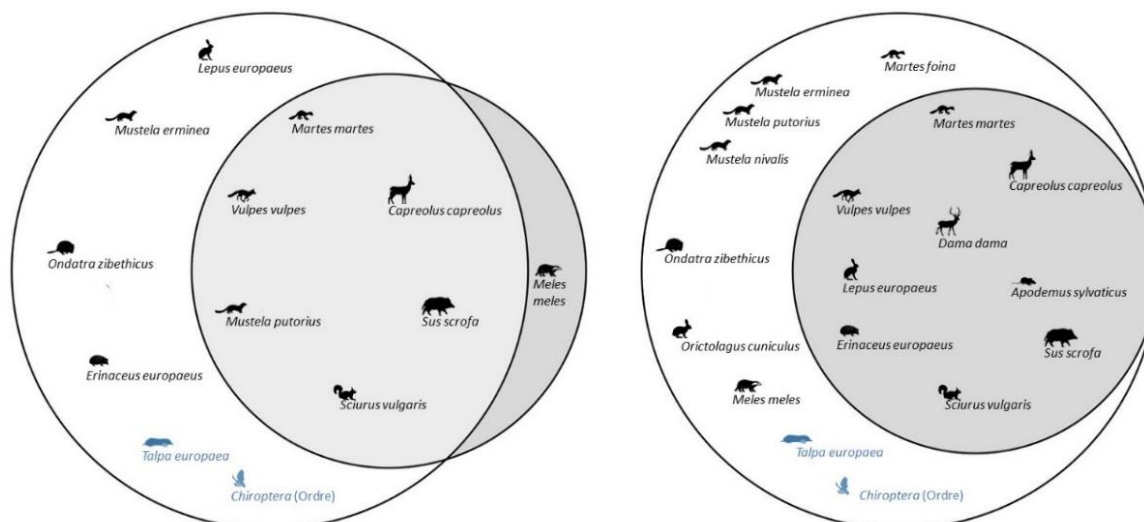 Lepus europaeus
Mustela erminea
Martes martes
Vulpes vulpes
Capreolus capreolus
Ondatra zibethicus
Meles
meles
Mustela putorius
Sus scrofa
Erinaceus europaeus
Sciurus vulgaris
Talpa europaea
Chiroptera (Ordre)
Martes foina
Mustela erminea
Mustela putorius
Martes martes
Mustela nivalis
Capreolus capreolus
Vulpes vulpes
Dama dama
Ondatra zibethicus
Lepus europaeus
Apodemus sylvaticus
Orictolagus cuniculus
Erinaceus europaeus
Sus scrofa
Meles meles
Sciurus vulgaris
Talpa europaea
Chiroptera (Ordre)